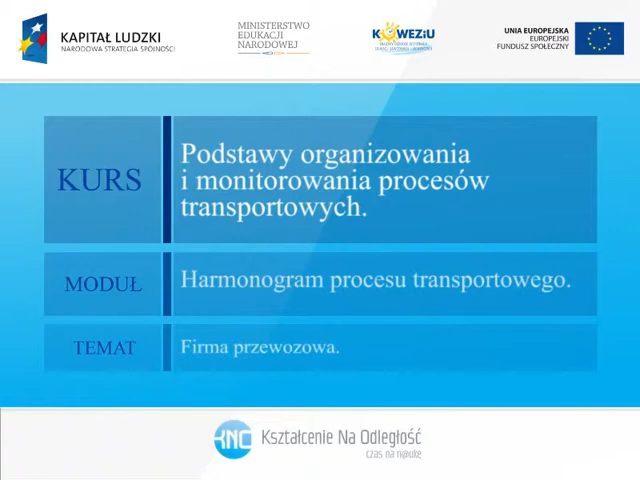 KAPITAŁ LUDZKI
NARODOWA STRATEGIA SPÓJNOŚCI
MINISTERSTWO
EDUKACJI
NARODOWEJ
KOWEZiU
UNIA EUROPEJSKA
EUROPEJSKI
FUNDUSZ SPOŁECZNY
KURS
Podstawy organizowania
i monitorowania procesów
transportowych.
MODUŁ
Harmonogram procesu transportowego.
TEMAT
Firma przewozowa.
KNO Kształcenie Na Odległość
czas na n@ukę